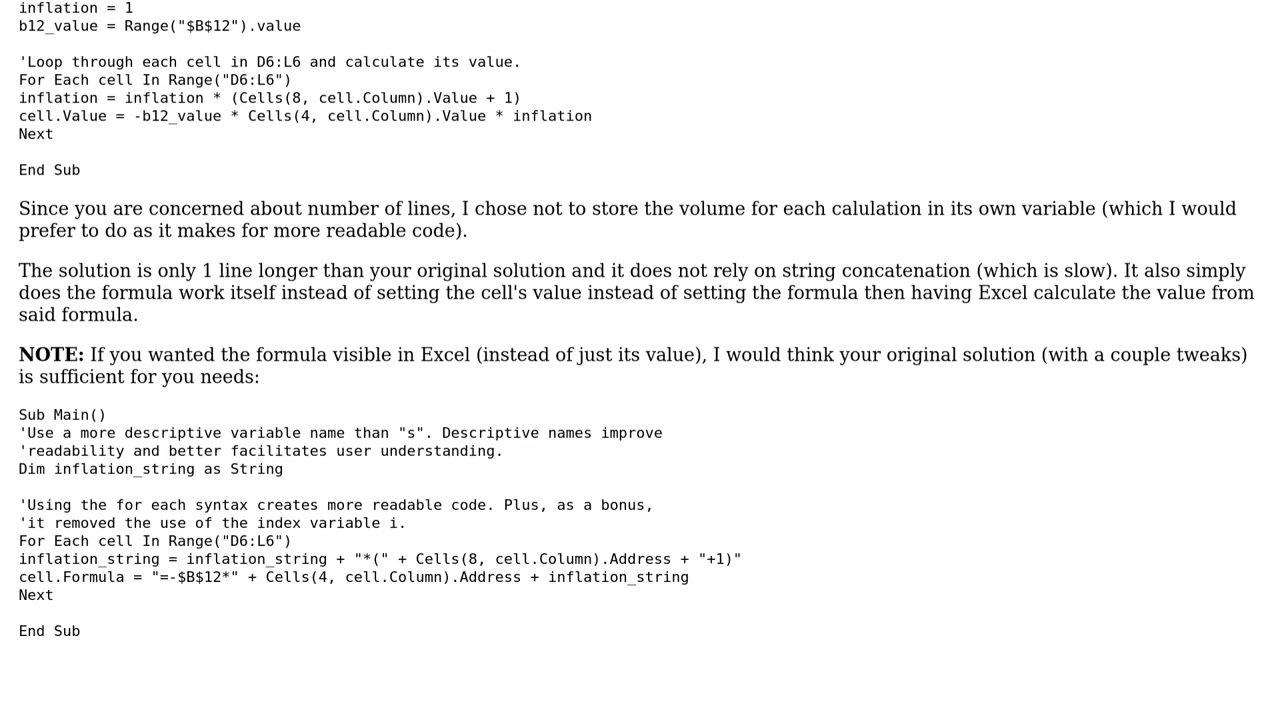 inflation = 1
b12_value = Range("$B$12").value
'Loop through each cell in D6:L6 and calculate its value.
For Each cell In Range("D6:L6")
inflation = inflation * (Cells(8, cell.Column).Value + 1)
cell.Value = -b12_value * Cells(4, cell.Column).Value * inflation
Next
End Sub
Since you are concerned about number of lines, I chose not to store the volume for each calulation in its own variable (which I would
prefer to do as it makes for more readable code).
The solution is only 1 line longer than your original solution and it does not rely on string concatenation (which is slow). It also simply
does the formula work itself instead of setting the cell's value instead of setting the formula then having Excel calculate the value from
said formula.
NOTE: If you wanted the formula visible in Excel (instead of just its value), I would think your original solution (with a couple tweaks)
is sufficient for you needs:
Sub Main()
'Use a more descriptive variable name than "s". Descriptive names improve
'readability and better facilitates user understanding.
Dim inflation_string as String
'Using the for each syntax creates more readable code. Plus, as a bonus,
'it removed the use of the index variable i.
For Each cell In Range("D6:L6")
inflation_string = inflation_string + "*(" + Cells(8, cell.Column).Address + "+1)"
cell.Formula = "=-$B$12*" + Cells(4, cell.Column).Address + inflation_string
Next
End Sub